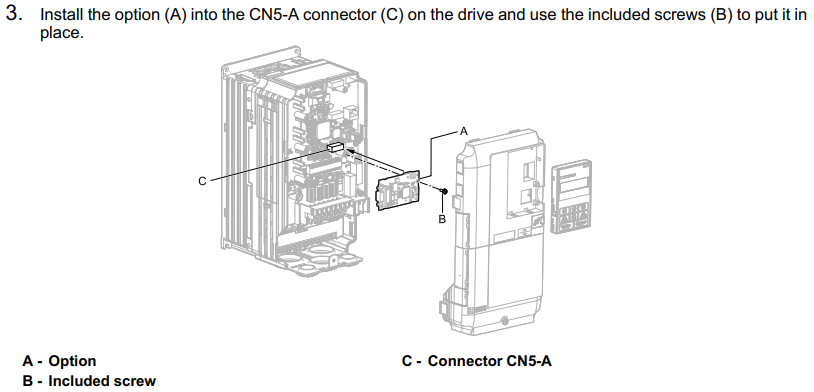 3. Install the option (A) into the CN5-A connector (C) on the drive and use the included screws (B) to put it in
place.
A
C
B
A - Option
C - Connector CN5-A
B - Included screw